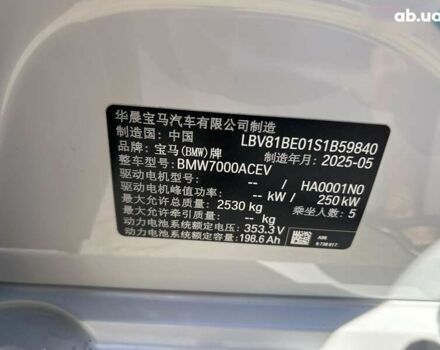 ab.ua
华晨宝马汽车有限公司制造
制造国: 中国 LBV81BE01S1B59840
品牌: 宝马(BMW)牌 制造年月: 2025-05
整车型号: BMW7000ACEV
驱动电机型号: -- / HA0001N0
驱动电机峰值功率: -- kW / 250 kW
最大允许总质量: 2530 kg 乘坐人数: 5
最大允许牵引质量: -- kg
动力电池系统额定电压: 353.3 V
动力电池系统额定容量: 198.6 Ah